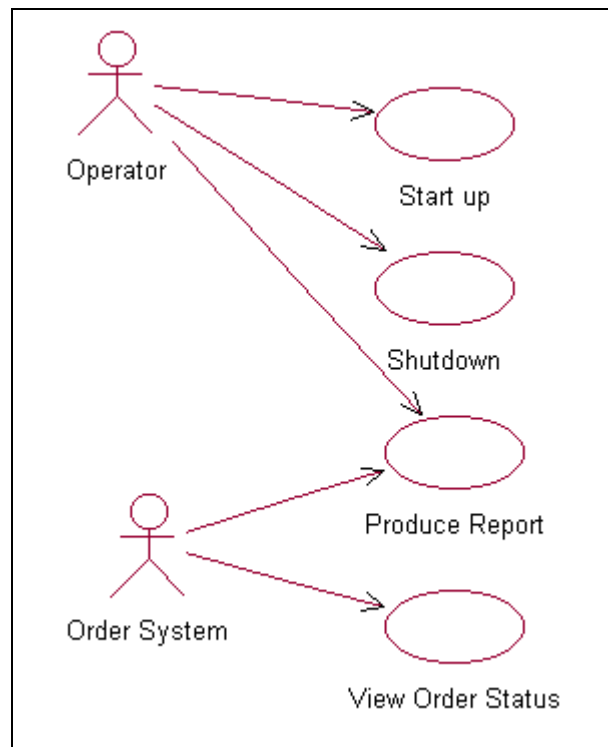 Operator
Start up
Shutdown
Produce Report
Order System
View Order Status